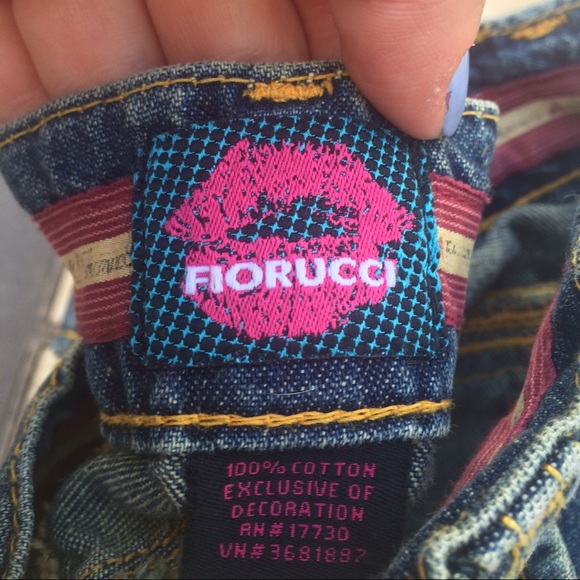 FIORUCCI
100% COTTON
EXCLUSIVE OF
DECORATION
RN# 17730
VN# 3681887